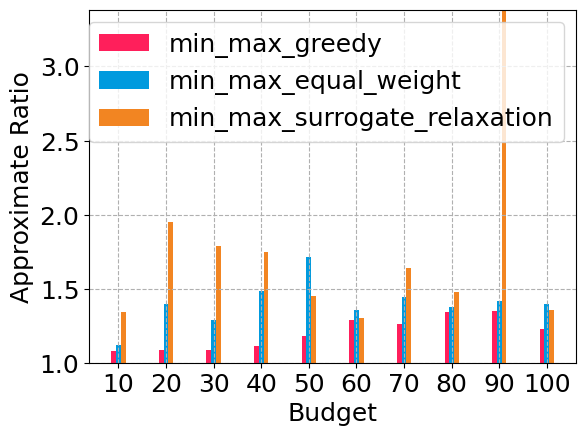 min_max_greedy
min_max_equal_weight
min_max_surrogate_relaxation
Approximate Ratio
3.0
2.5
2.0
1.5
1.0
10 20 30 40 50 60 70 80 90 100
Budget